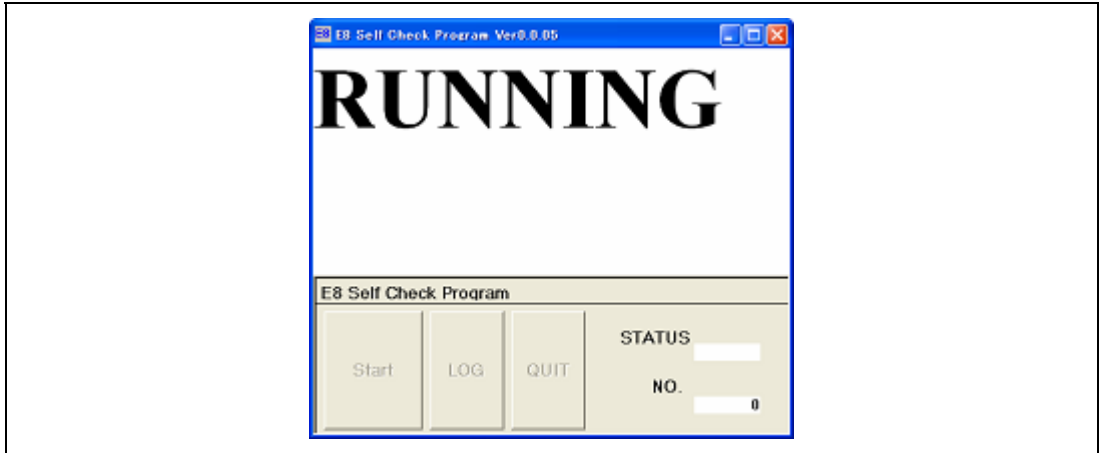 E8 Self Check Program Ver0.0.05
RUNNING
E8 Self Check Program
Start LOG QUIT
STATUS
NO.
0